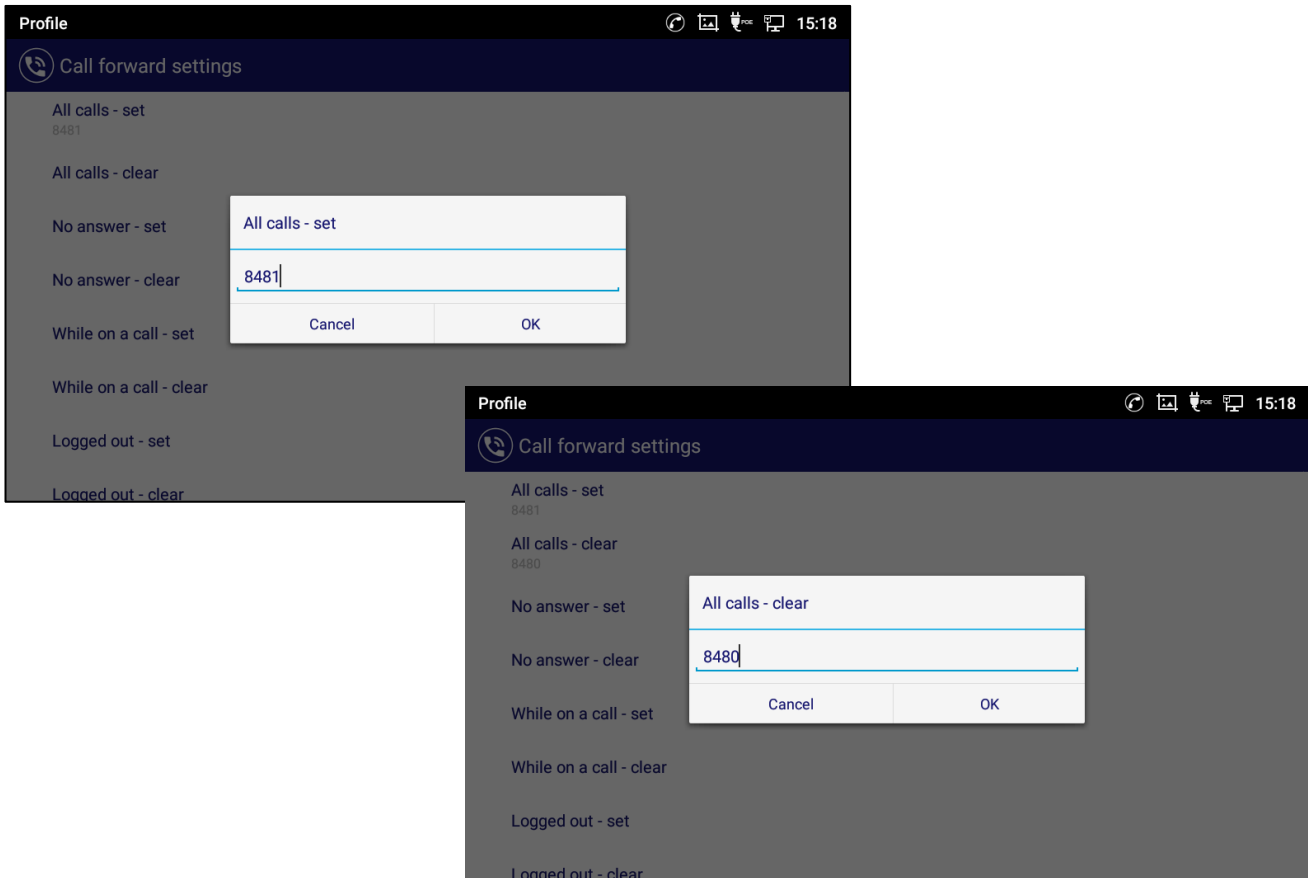 Profile
POE
15:18
Call forward settings
All calls - set
8481
All calls - clear
No answer - set
No answer - clear
While on a call - set
While on a call - clear
Logged out - set
Logged out - clear
All calls - set
8481
Cancel OK
Profile
POE
15:18
Call forward settings
All calls - set
8481
All calls - clear
8480
No answer - set
No answer - clear
While on a call - set
While on a call - clear
Logged out - set
Logged out - clear
All calls - clear
8480
Cancel OK